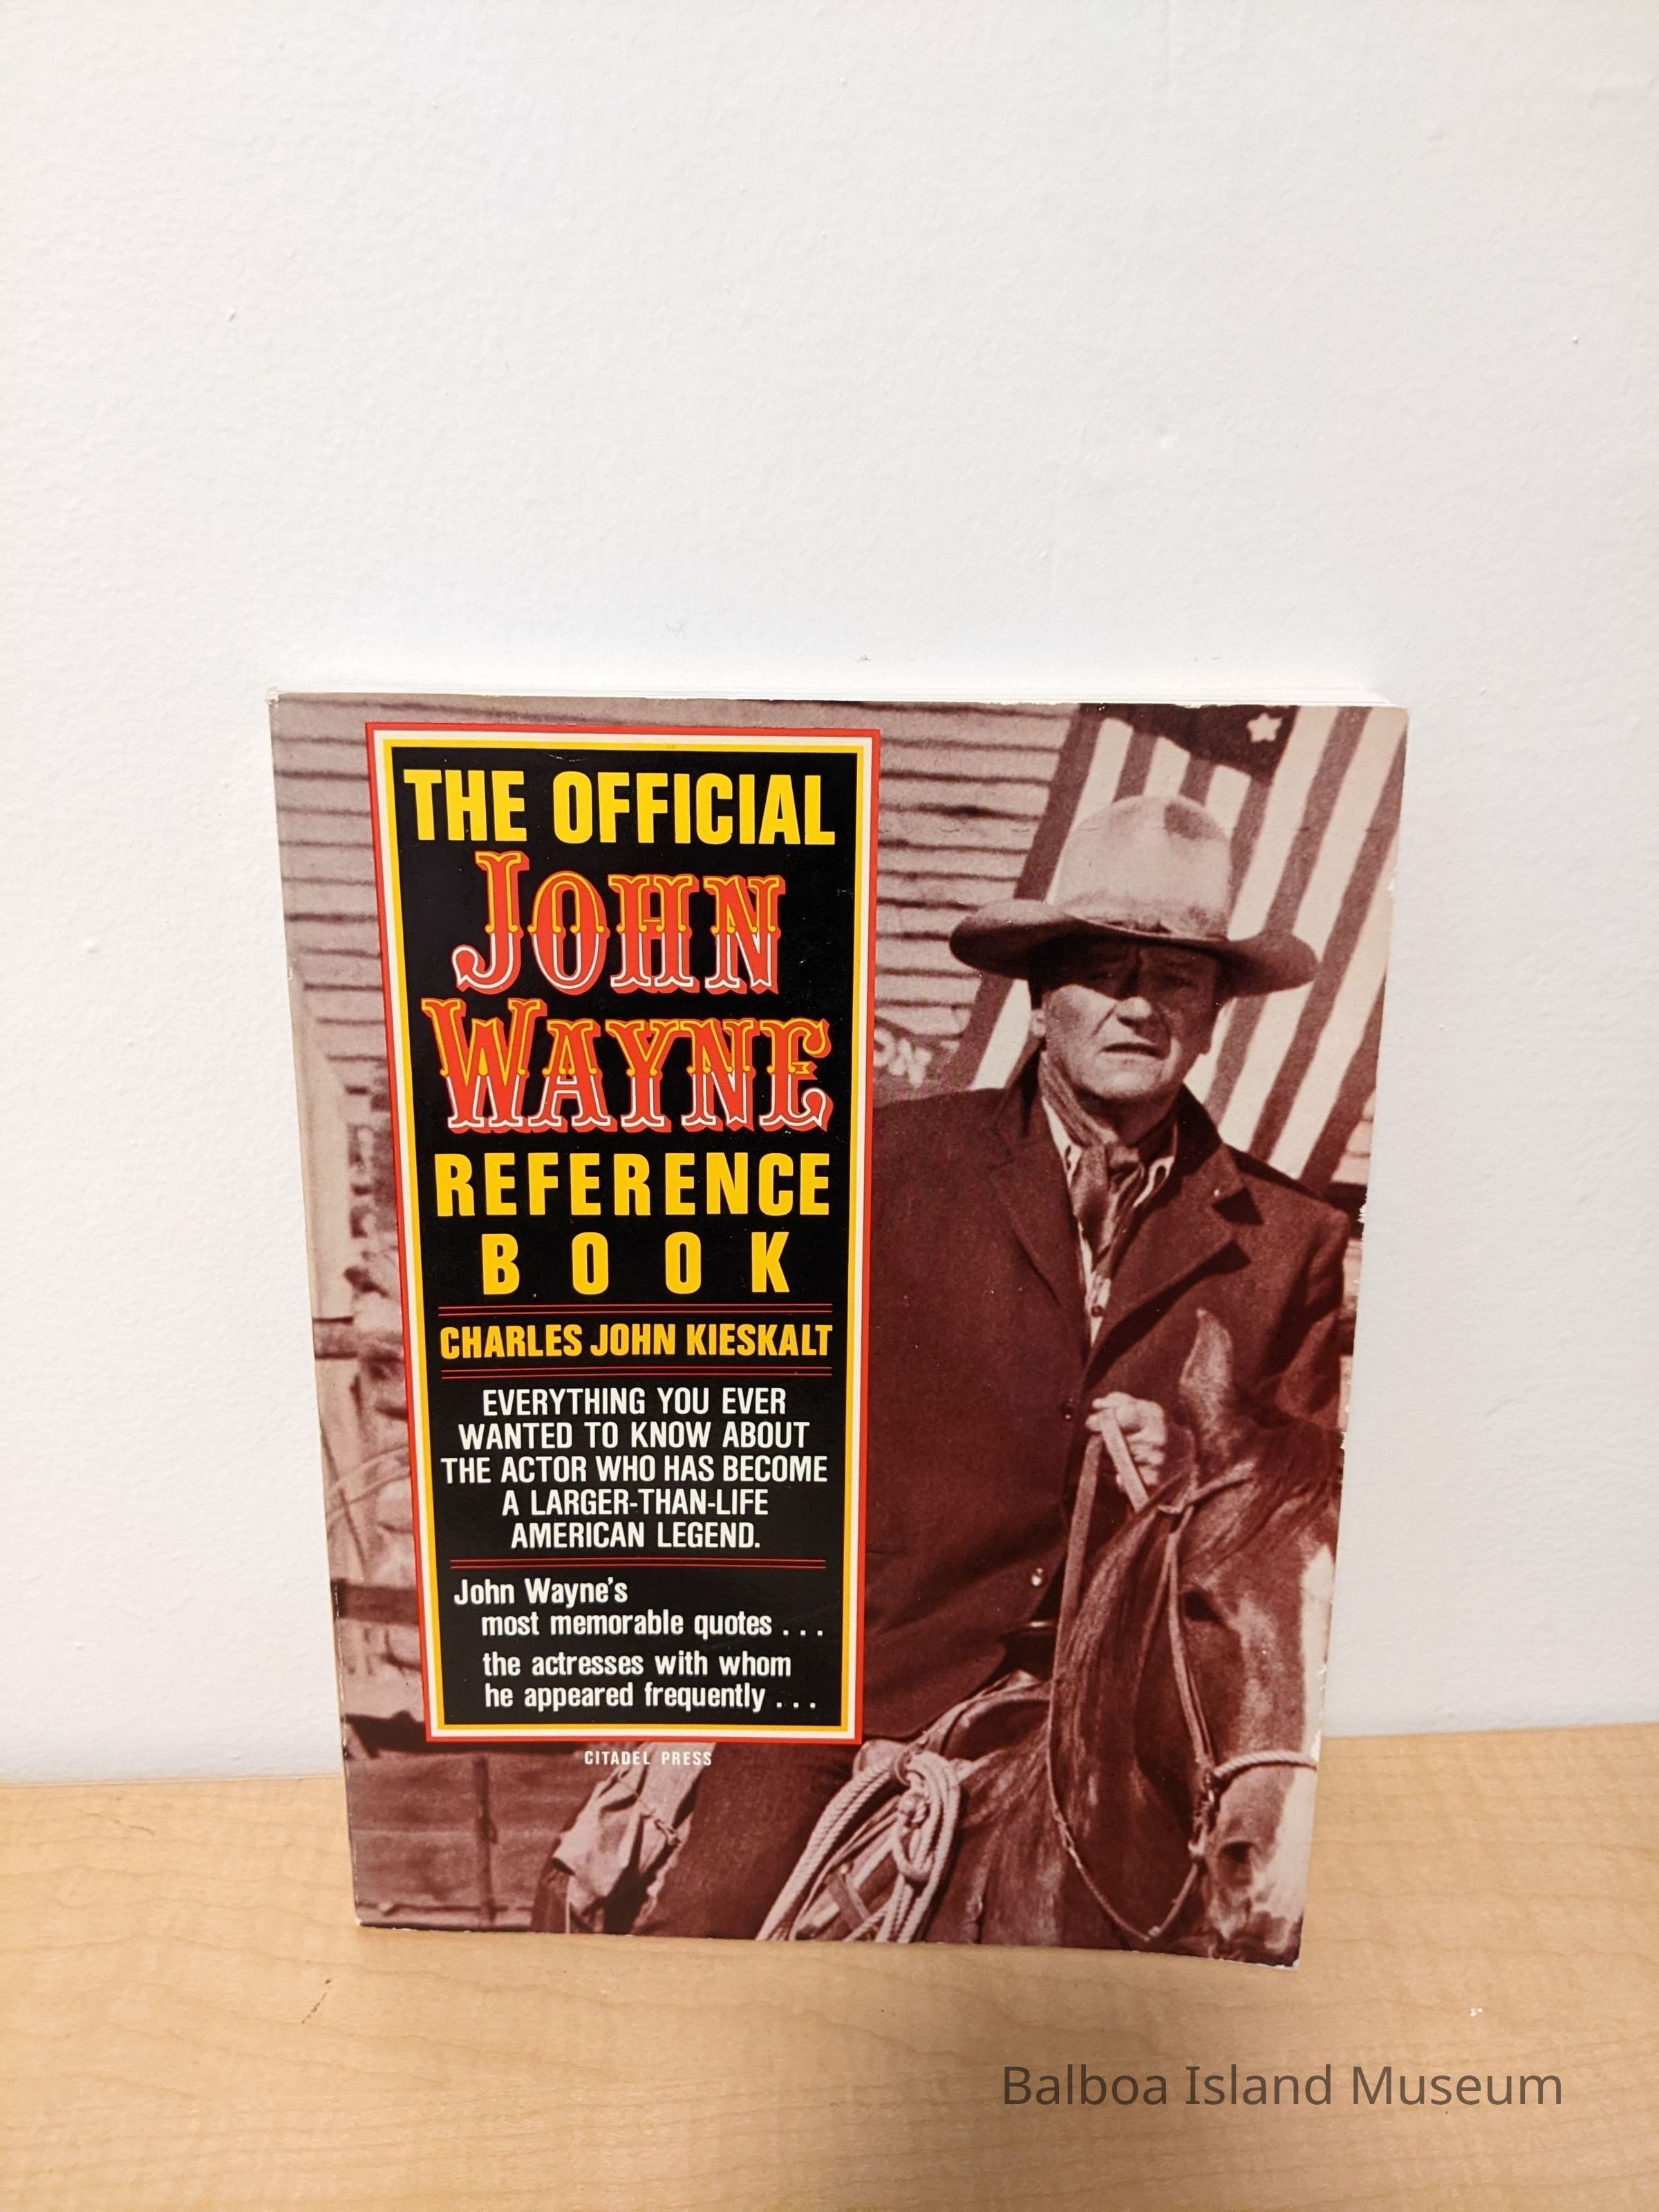 THE OFFICIAL
JOHN
WAYNE
REFERENCE
BOOK
CHARLES JOHN KIESKALT
EVERYTHING YOU EVER
WANTED TO KNOW ABOUT
THE ACTOR WHO HAS BECOME
A LARGER-THAN-LIFE
AMERICAN LEGEND.
John Wayne's
most memorable quotes . . .
the actresses with whom
he appeared frequently . . .
CITADEL PRESS
Balboa Island Museum